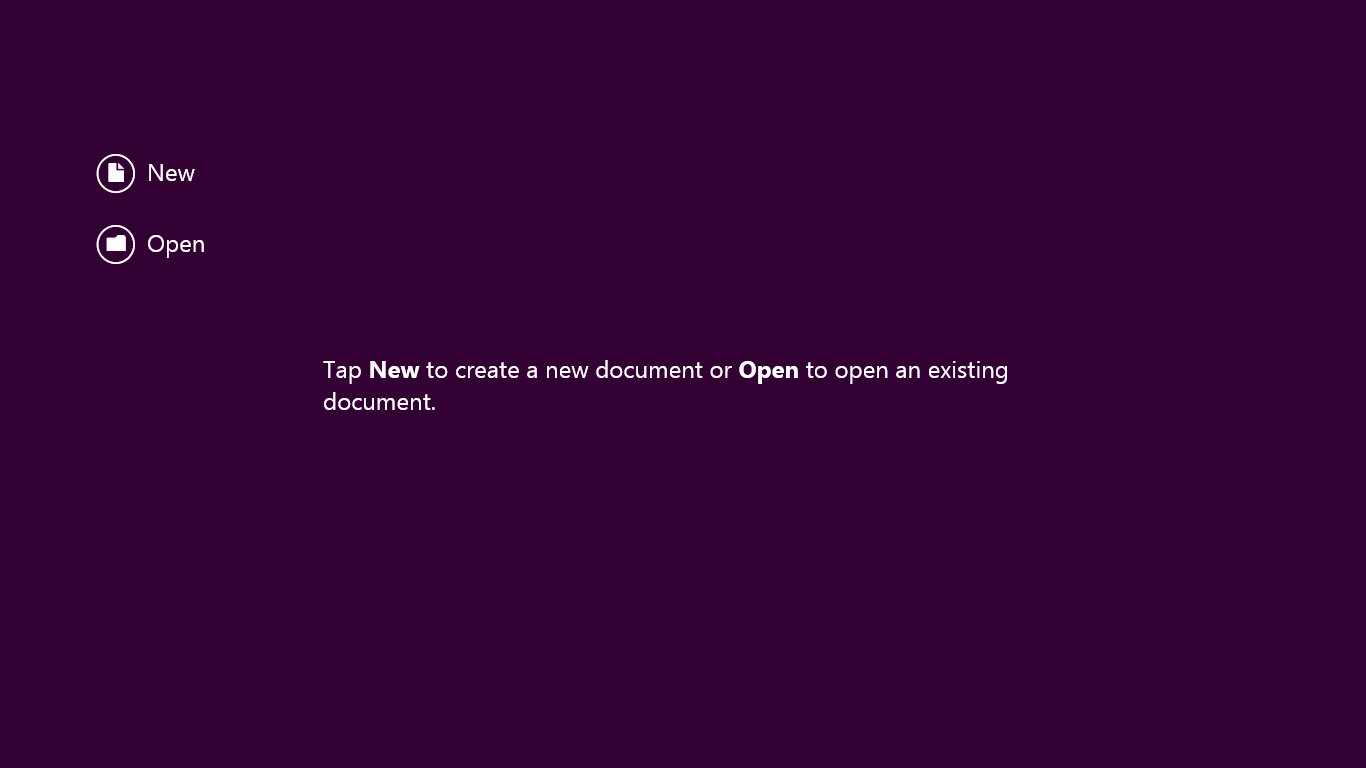 New
Open
Tap New to create a new document or Open to open an existing
document.